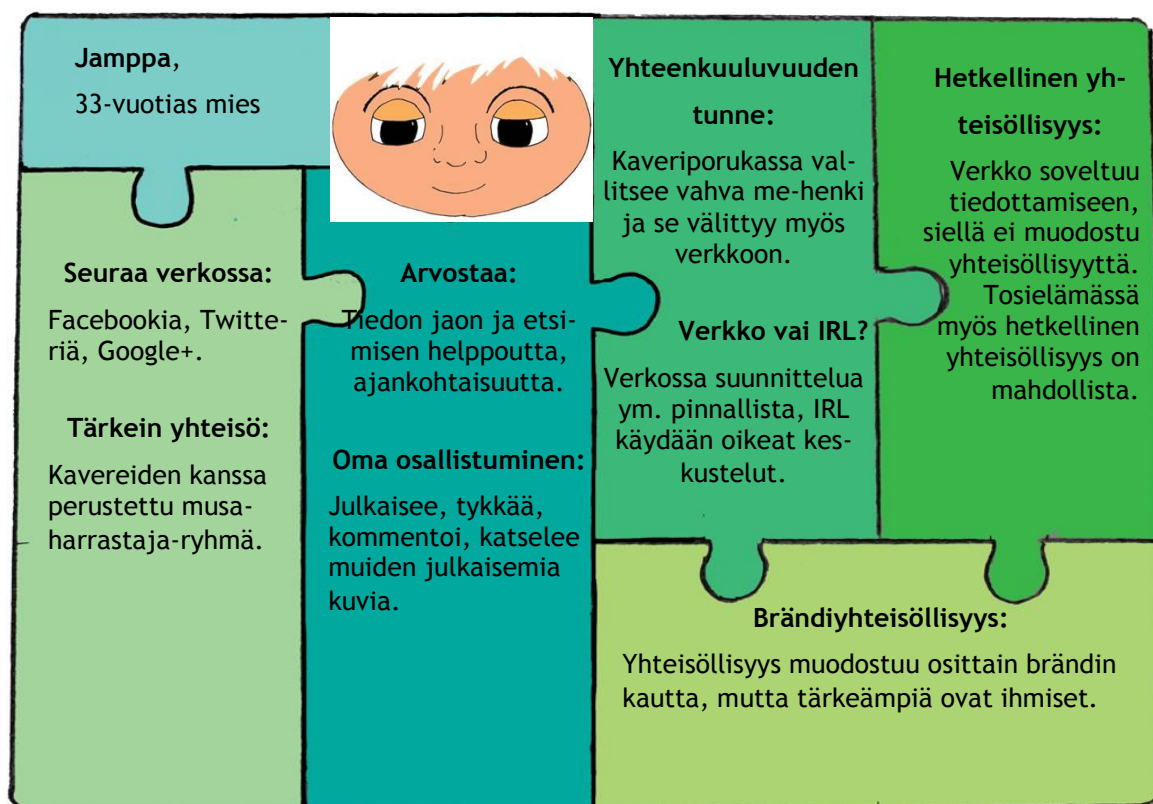 Jamppa,
33-vuotias mies
Seuraa verkossa:
Facebookia, Twitte-
riä, Google+.
Tärkein yhteisö:
Kavereiden kanssa
perustettu musa-
harrastaja-ryhmä.
Arvostaa:
Tiedon jaon ja etsi-
misen helppoutta,
ajankohtaisuutta.
Oma osallistuminen:
Julkaisee, tykkää,
kommentoi, katselee
muiden julkaisemia
kuvia.
Yhteenkuuluvuuden
tunne:
Kaveriporukassa val-
litsee vahva me-henki
ja se välittyy myös
verkkoon.
Verkko vai IRL?
Verkossa suunnittelua
ym. pinnallista, IRL
käydään oikeat kes-
kustelut.
Hetkellinen yh-
teisöllisyys:
Verkko soveltuu
tiedottamiseen,
siellä ei muodostu
yhteisöllisyyttä.
Tosielämässä
myös hetkellinen
yhteisöllisyys on
mahdollista.
Brändiyhteisöllisyys:
Yhteisöllisyys muodostuu osittain brändin
kautta, mutta tärkeämpiä ovat ihmiset.